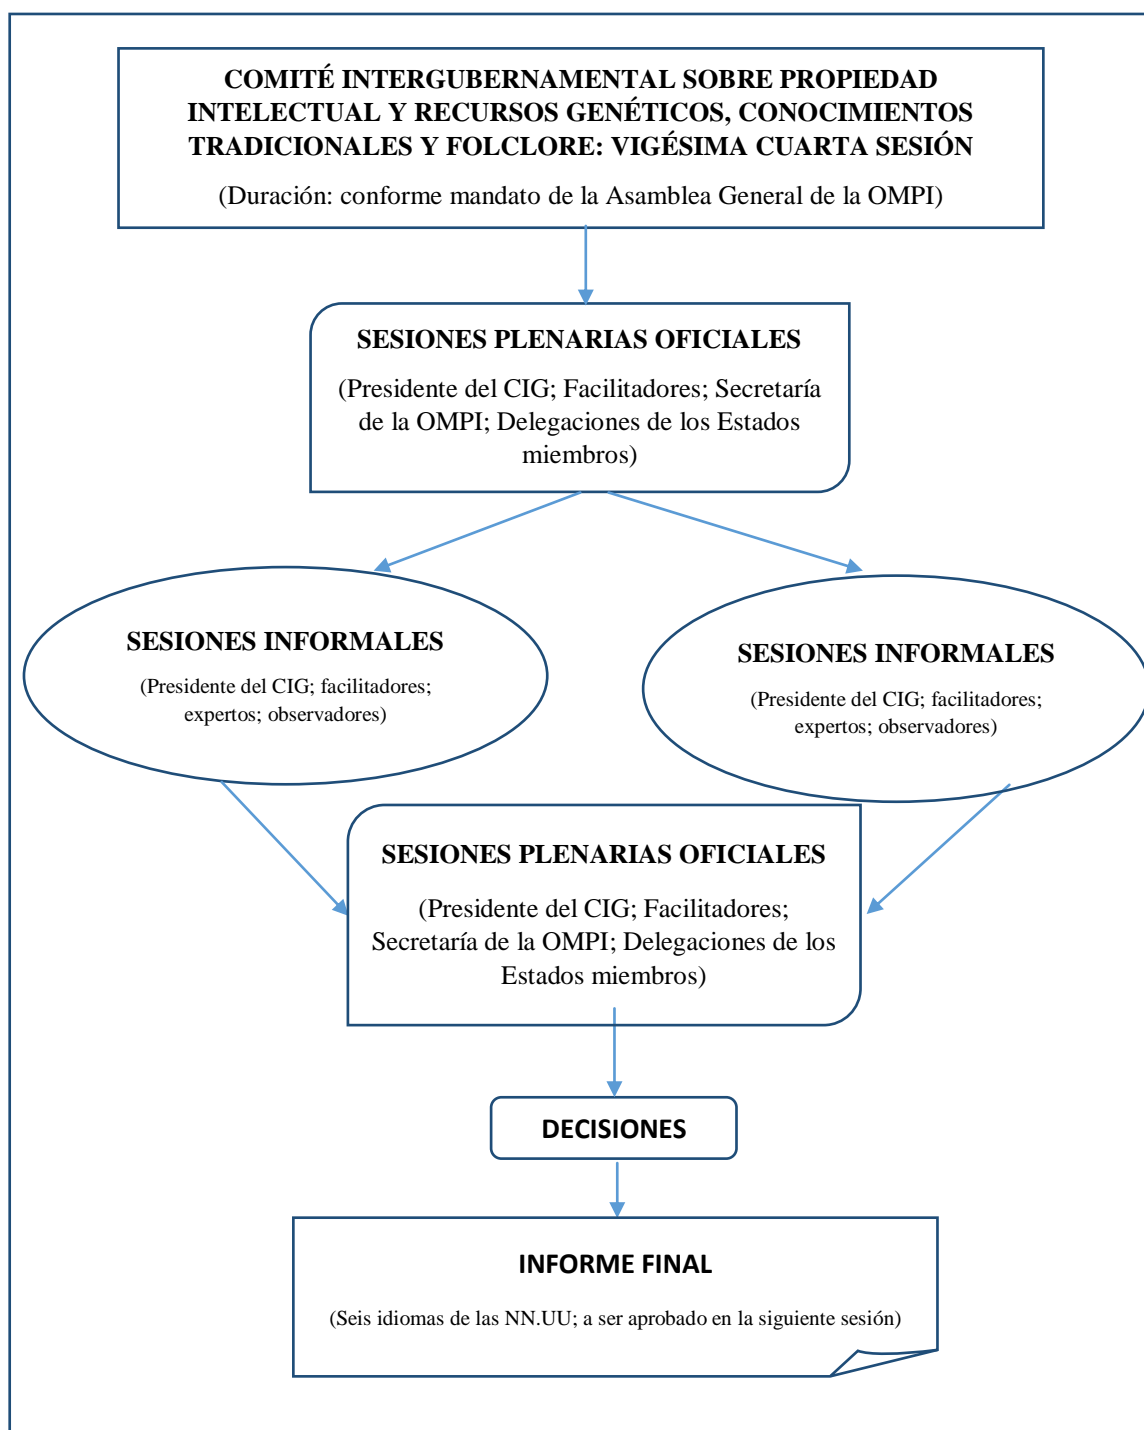 COMITÉ INTERGUBERNAMENTAL SOBRE PROPIEDAD
INTELECTUAL Y RECURSOS GENÉTICOS, CONOCIMIENTOS
TRADICIONALES Y FOLCLORE: VIGÉSIMA CUARTA SESIÓN
(Duración: conforme mandato de la Asamblea General de la OMPI)
SESIONES PLENARIAS OFICIALES
(Presidente del CIG; Facilitadores; Secretaría
de la OMPI; Delegaciones de los Estados
miembros)
SESIONES INFORMALES
(Presidente del CIG; facilitadores;
expertos; observadores)
SESIONES INFORMALES
(Presidente del CIG; facilitadores;
expertos; observadores)
SESIONES PLENARIAS OFICIALES
(Presidente del CIG; Facilitadores;
Secretaría de la OMPI; Delegaciones de los
Estados miembros)
DECISIONES
INFORME FINAL
(Seis idiomas de las NN.UU; a ser aprobado en la siguiente sesión)